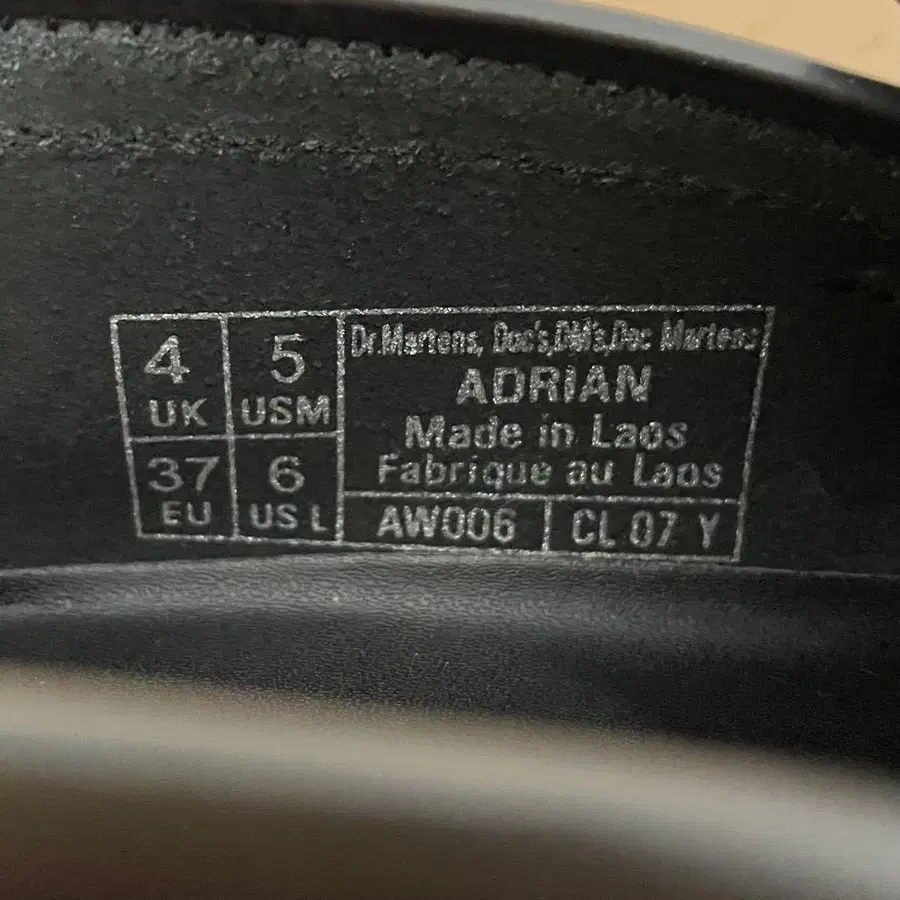 4
UK
5
USM
37
EU
6
US L
Dr.Martens, Doc's,DM's,Doc Martens
ADRIAN
Made in Laos
Fabrique au Laos
AW006
CL 07 Y